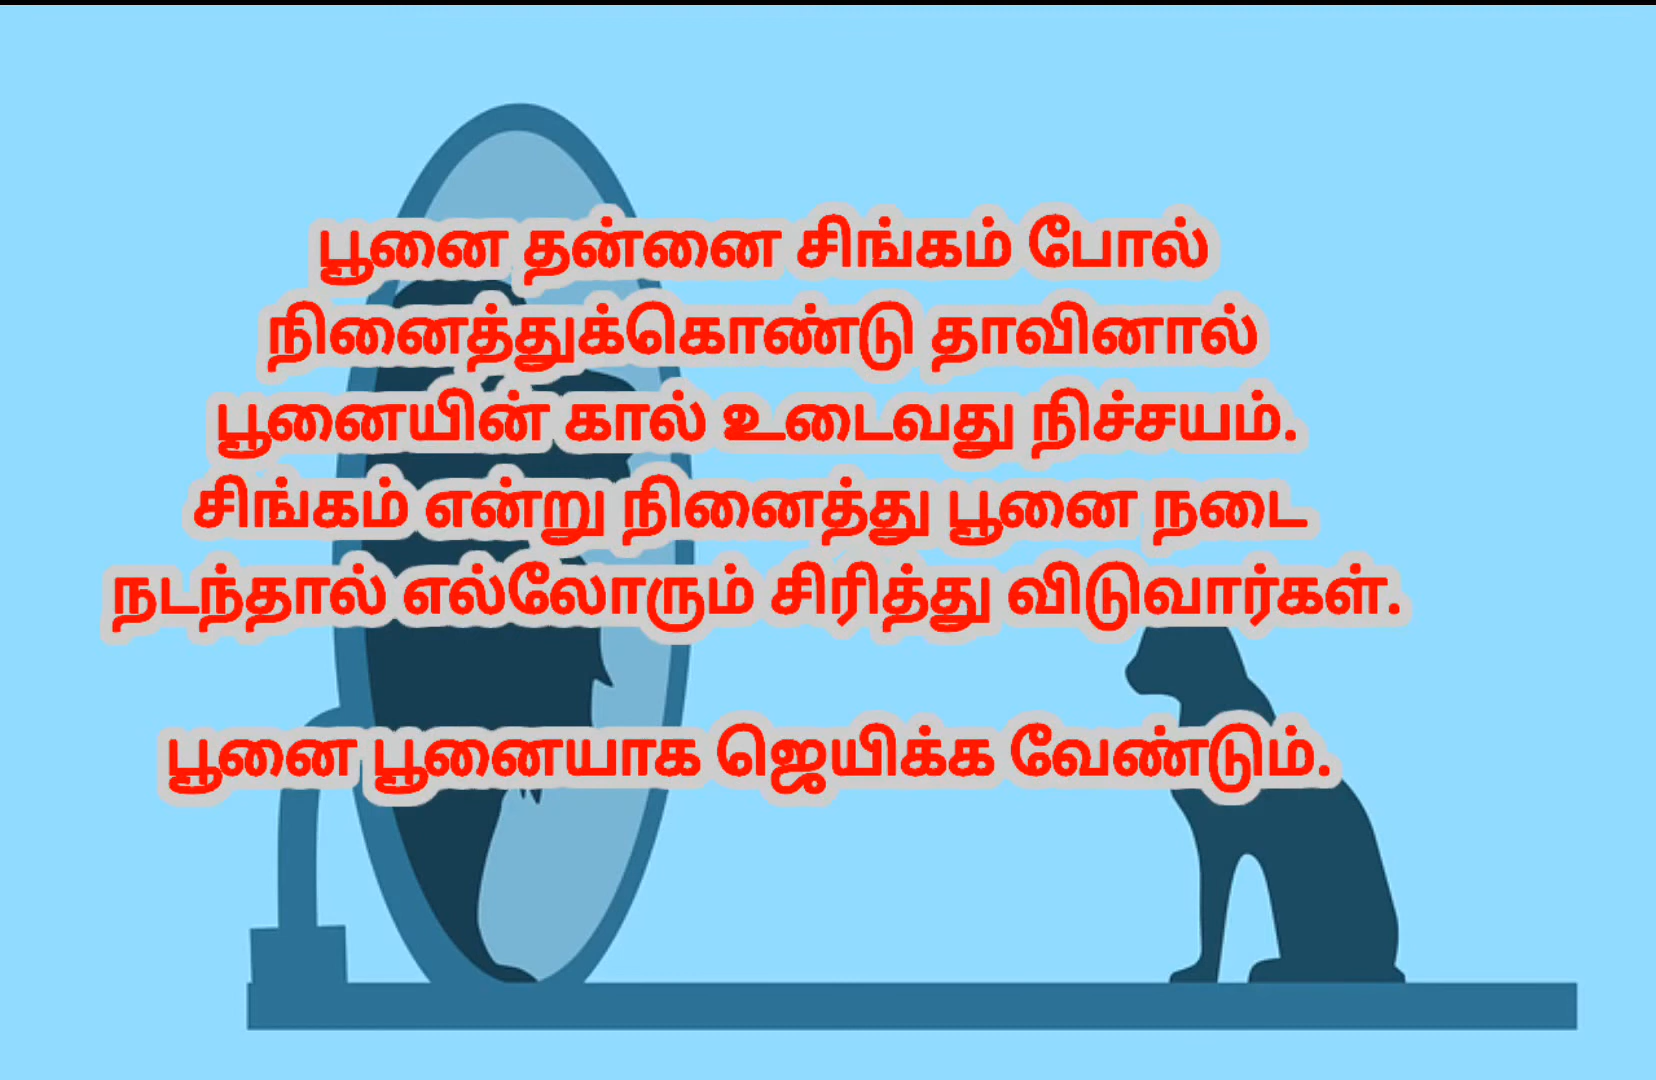 பூனை தன்னை சிங்கம் போல்
நினைத்துக்கொண்டு தாவினால்
பூனையின் கால் உடைவது நிச்சயம்.
சிங்கம் என்று நினைத்து பூனை நடை
நடந்தால் எல்லோரும் சிரித்து விடுவார்கள்.
பூனை பூனையாக ஜெயிக்க வேண்டும்.